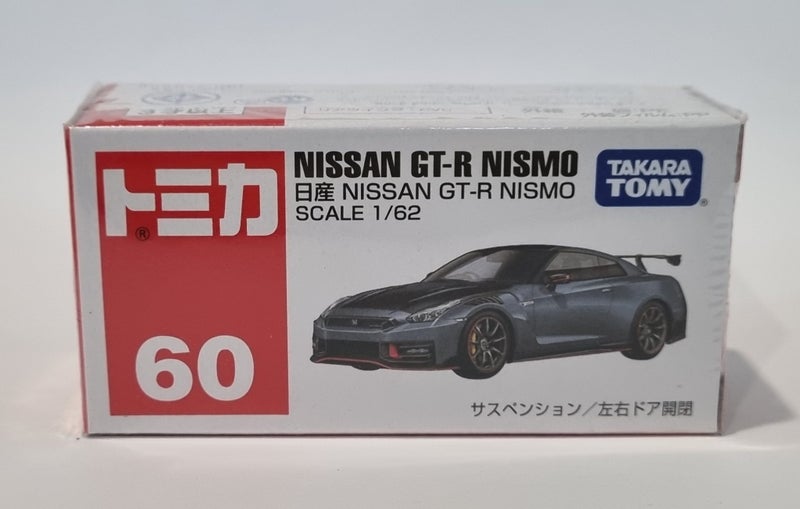 トミカ®
60
NISSAN GT-R NISMO
日産 NISSAN GT-R NISMO
SCALE 1/62
TAKARA
TOMY®
サスペンション/左右ドア開閉